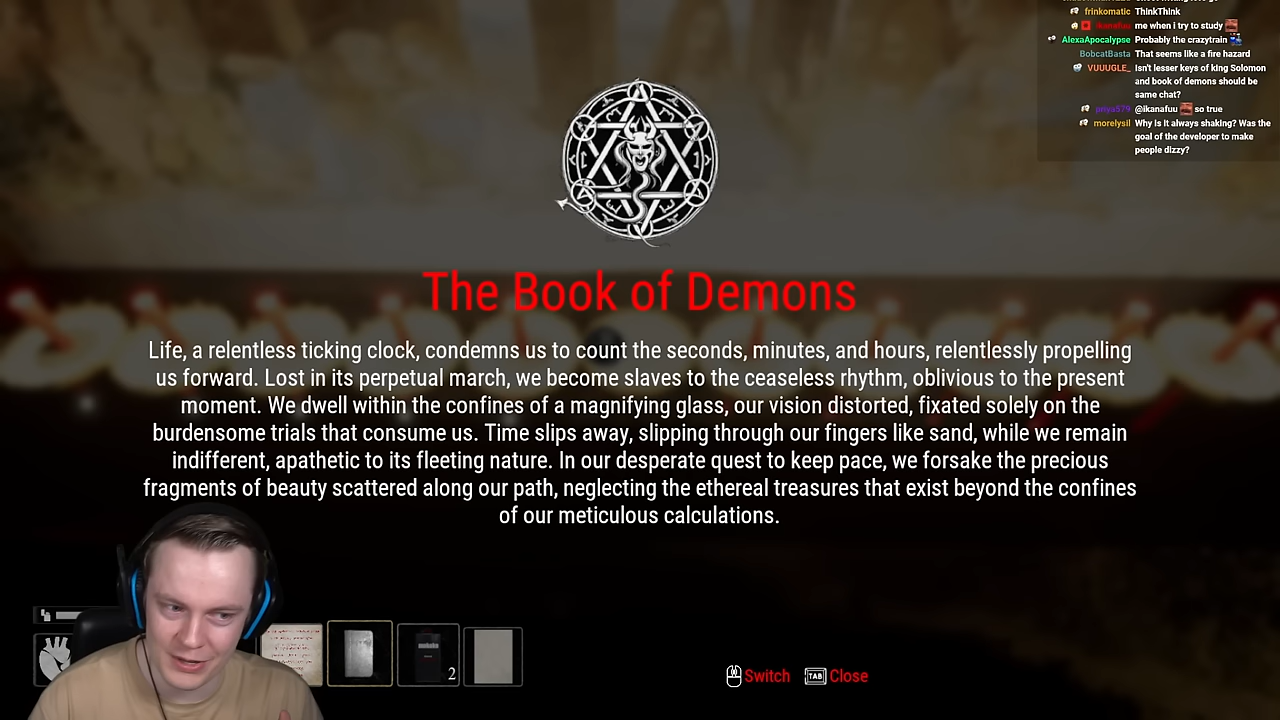 frinkomatic ThinkThink
ikanafuu me when i try to study
AlexaApocalypse Probably the crazytrain
BobcatBasta That seems like a fire hazard
VUUUGLE_ Isn't lesser keys of king Solomon
and book of demons should be
same chat?
priya579 @ikanafuu so true
morelysil Why is it always shaking? Was the
goal of the developer to make
people dizzy?
The Book of Demons
Life, a relentless ticking clock, condemns us to count the seconds, minutes, and hours, relentlessly propelling
us forward. Lost in its perpetual march, we become slaves to the ceaseless rhythm, oblivious to the present
moment. We dwell within the confines of a magnifying glass, our vision distorted, fixated solely on the
burdensome trials that consume us. Time slips away, slipping through our fingers like sand, while we remain
indifferent, apathetic to its fleeting nature. In our desperate quest to keep pace, we forsake the precious
fragments of beauty scattered along our path, neglecting the ethereal treasures that exist beyond the confines
of our meticulous calculations.
2
Switch TAB Close